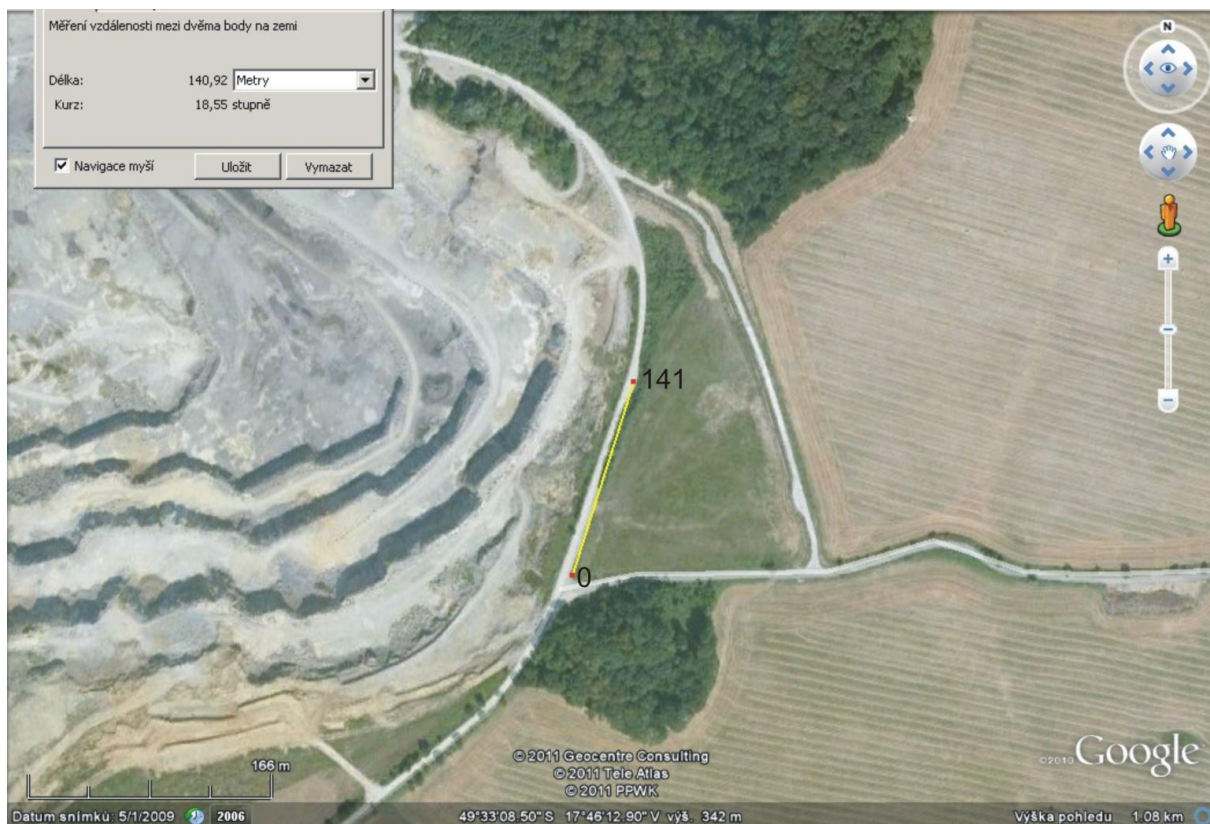 Měření vzdálenosti mezi dvěma body na zemi
Délka: 140,92 Metry
Kurz: 18,55 stupně
Navigace myší Uložit Vymazat
N
141
0
166 m
© 2011 Geocentre Consulting
© 2011 Tele Atlas
© 2011 PPWK
©2010 Google
Datum snímků: 5/1/2009 2006 49°33'08.50" S 17°46'12.90" V výš. 342 m Výška pohledu 1.08 km